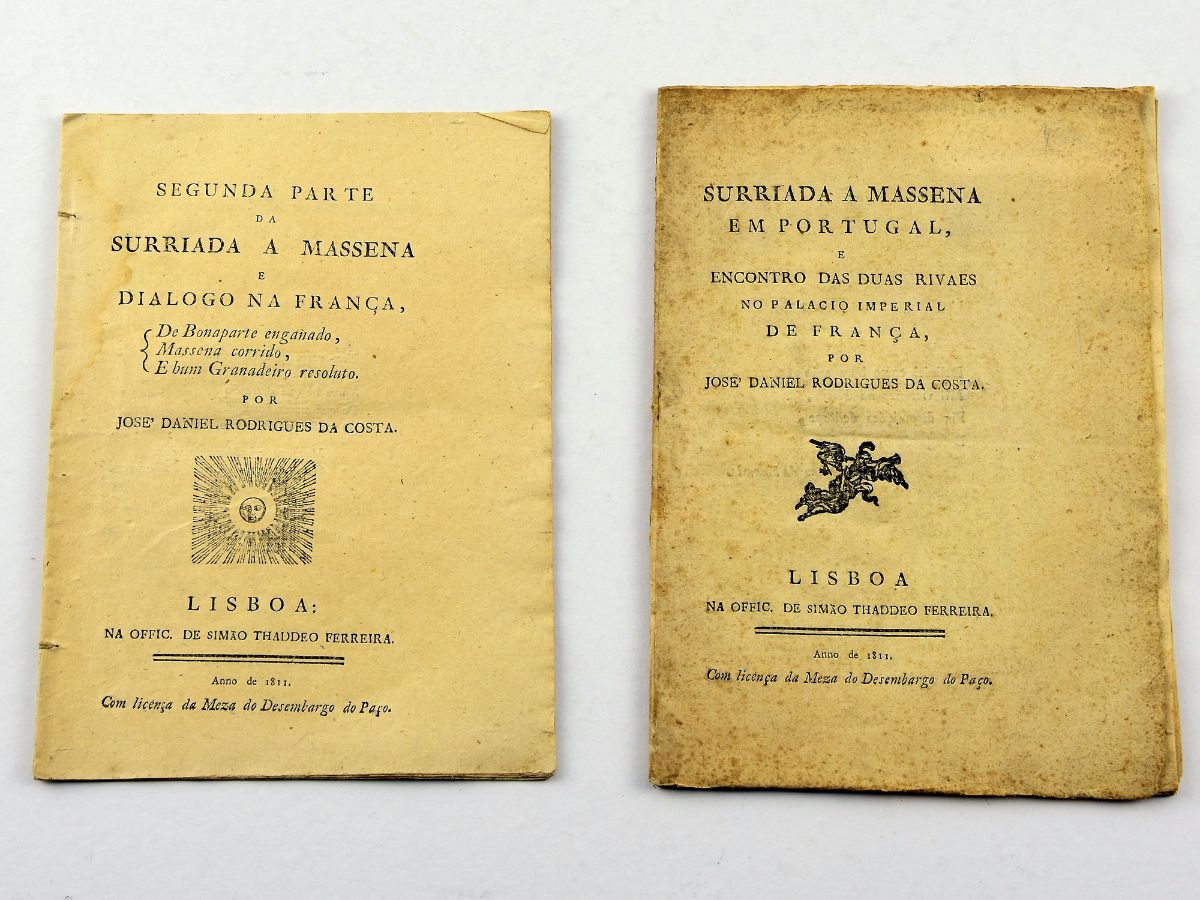 SEGUNDA PARTE
DA
SURRIADA A MASSENA
E
DIALOGO NA FRANÇA,
De Bonaparte enganado,
Massena corrido,
E hum Granadeiro resoluto.
POR
JOSE' DANIEL RODRIGUES DA COSTA.
LISBOA:
NA OFFIC. DE SIMÃO THADDEO FERREIRA.
Anno de 1811.
Com licença da Meza do Desembargo do Paço.
SURRIADA A MASSENA
EM PORTUGAL,
E
ENCONTRO DAS DUAS RIVAES
NO PALACIO IMPERIAL
DE FRANÇA,
POR
JOSE' DANIEL RODRIGUES DA COSTA.
LISBOA
NA OFFIC. DE SIMÃO THADDEO FERREIRA.
Anno de 1811.
Com licença da Meza do Desembargo do Paço.